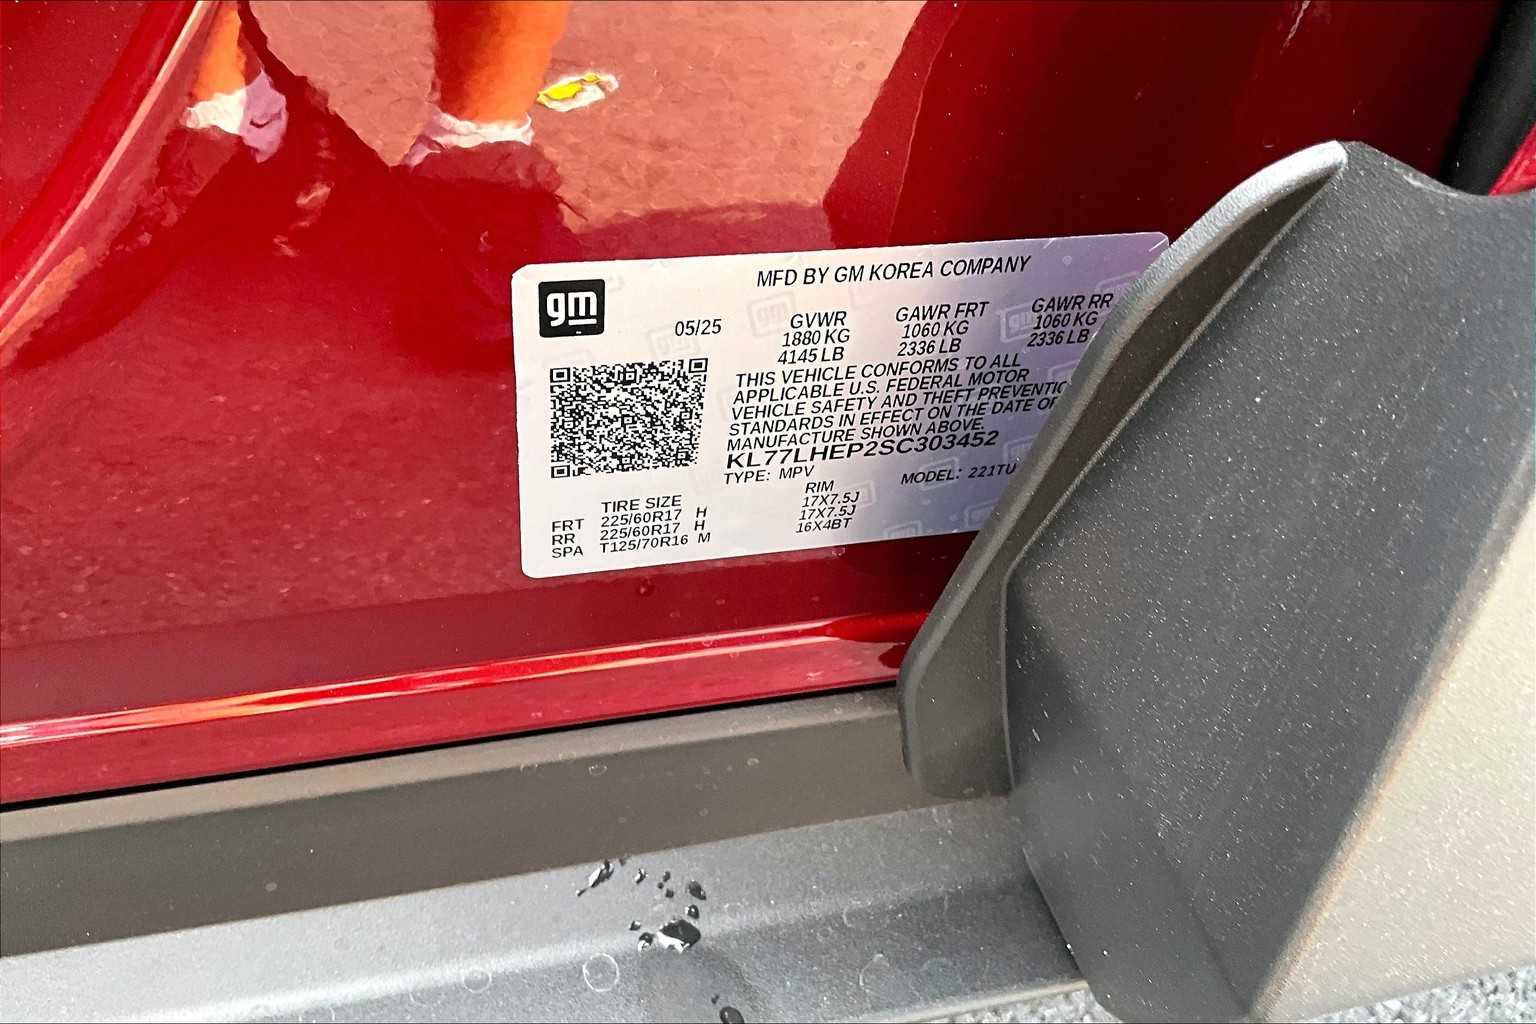 gm
MFD BY GM KOREA COMPANY
05/25
GVWR GAWR FRT GAWR RR
1880 KG 1060 KG 1060 KG
4145 LB 2336 LB 2336 LB
THIS VEHICLE CONFORMS TO ALL
APPLICABLE U.S. FEDERAL MOTOR
VEHICLE SAFETY AND THEFT PREVENTIO
STANDARDS IN EFFECT ON THE DATE OF
MANUFACTURE SHOWN ABOVE.
KL77LHEP2SC303452
TYPE: MPV MODEL: 221TU
TIRE SIZE RIM
FRT 225/60R17 H 17X7.5J
RR 225/60R17 H 17X7.5J
SPA T125/70R16 M 16X4BT